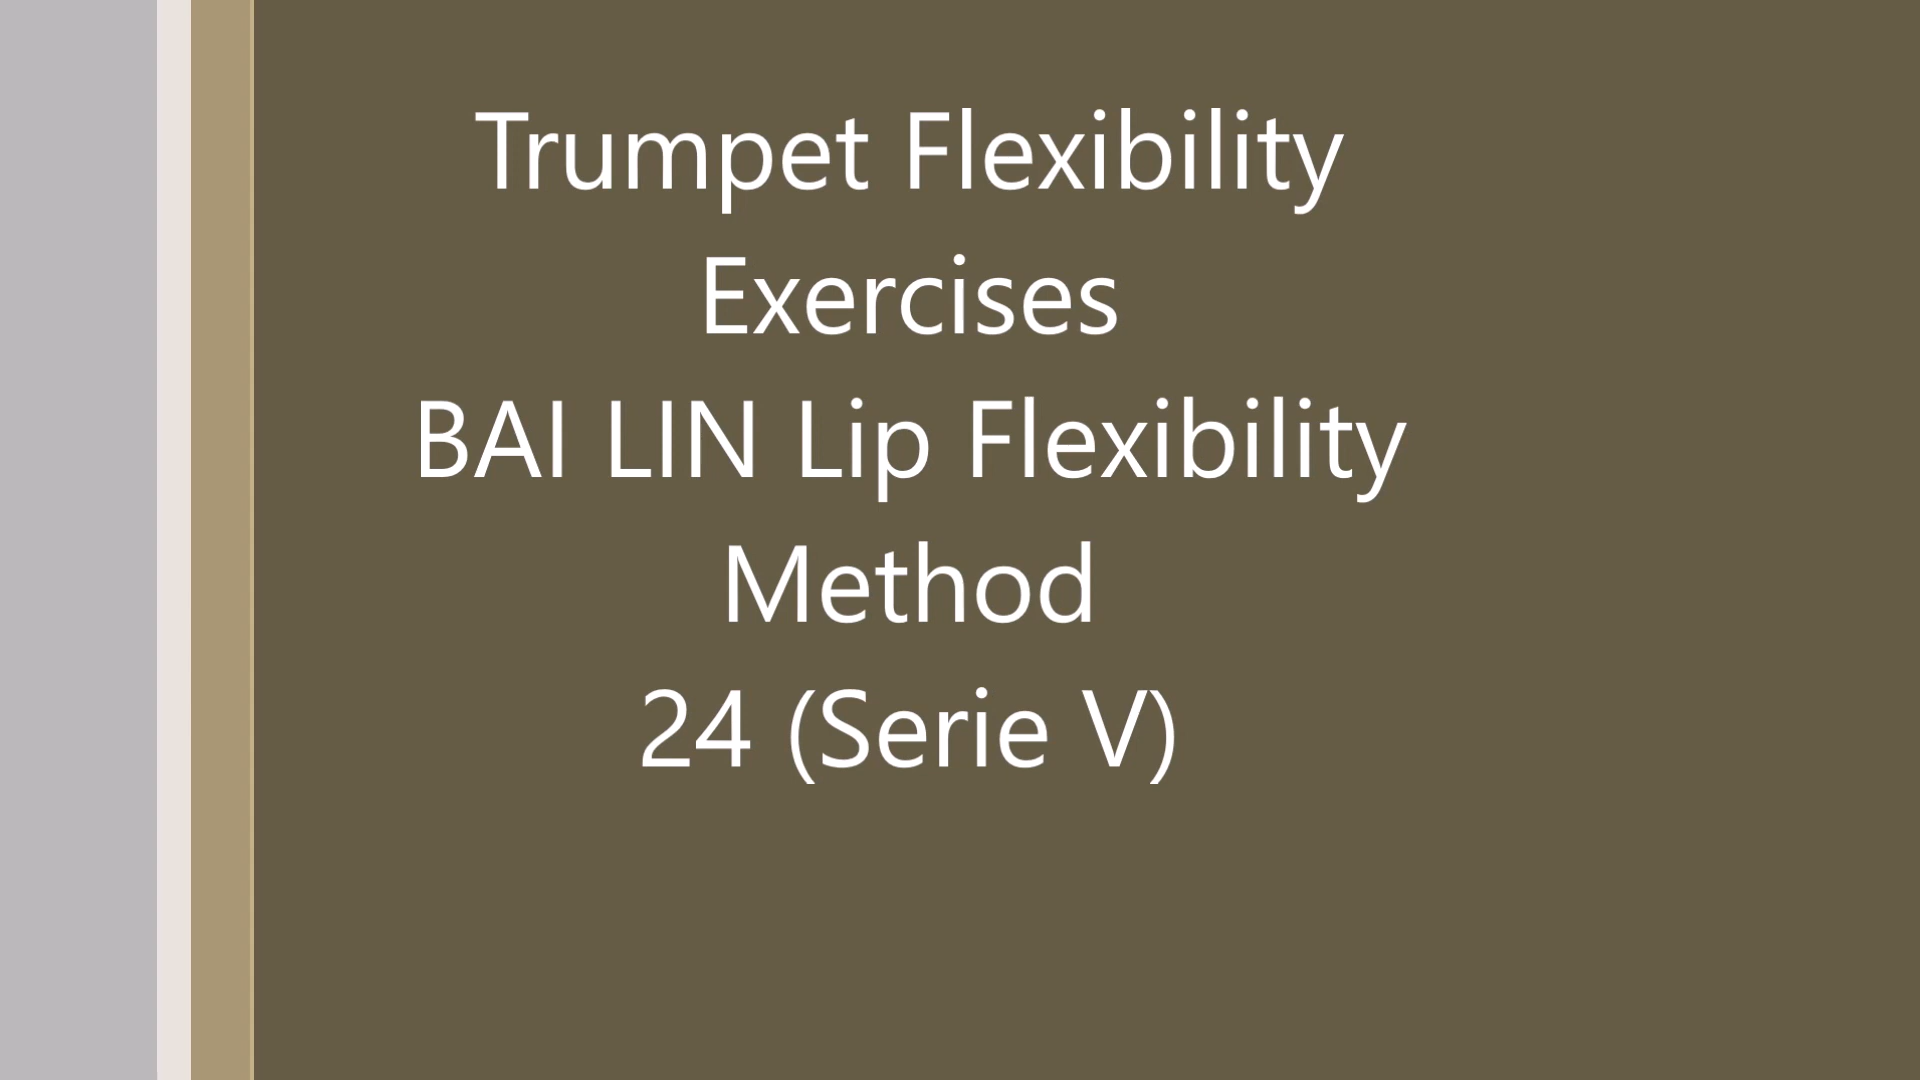 Trumpet Flexibility
Exercises
BAI LIN Lip Flexibility
Method
24 (Serie V)